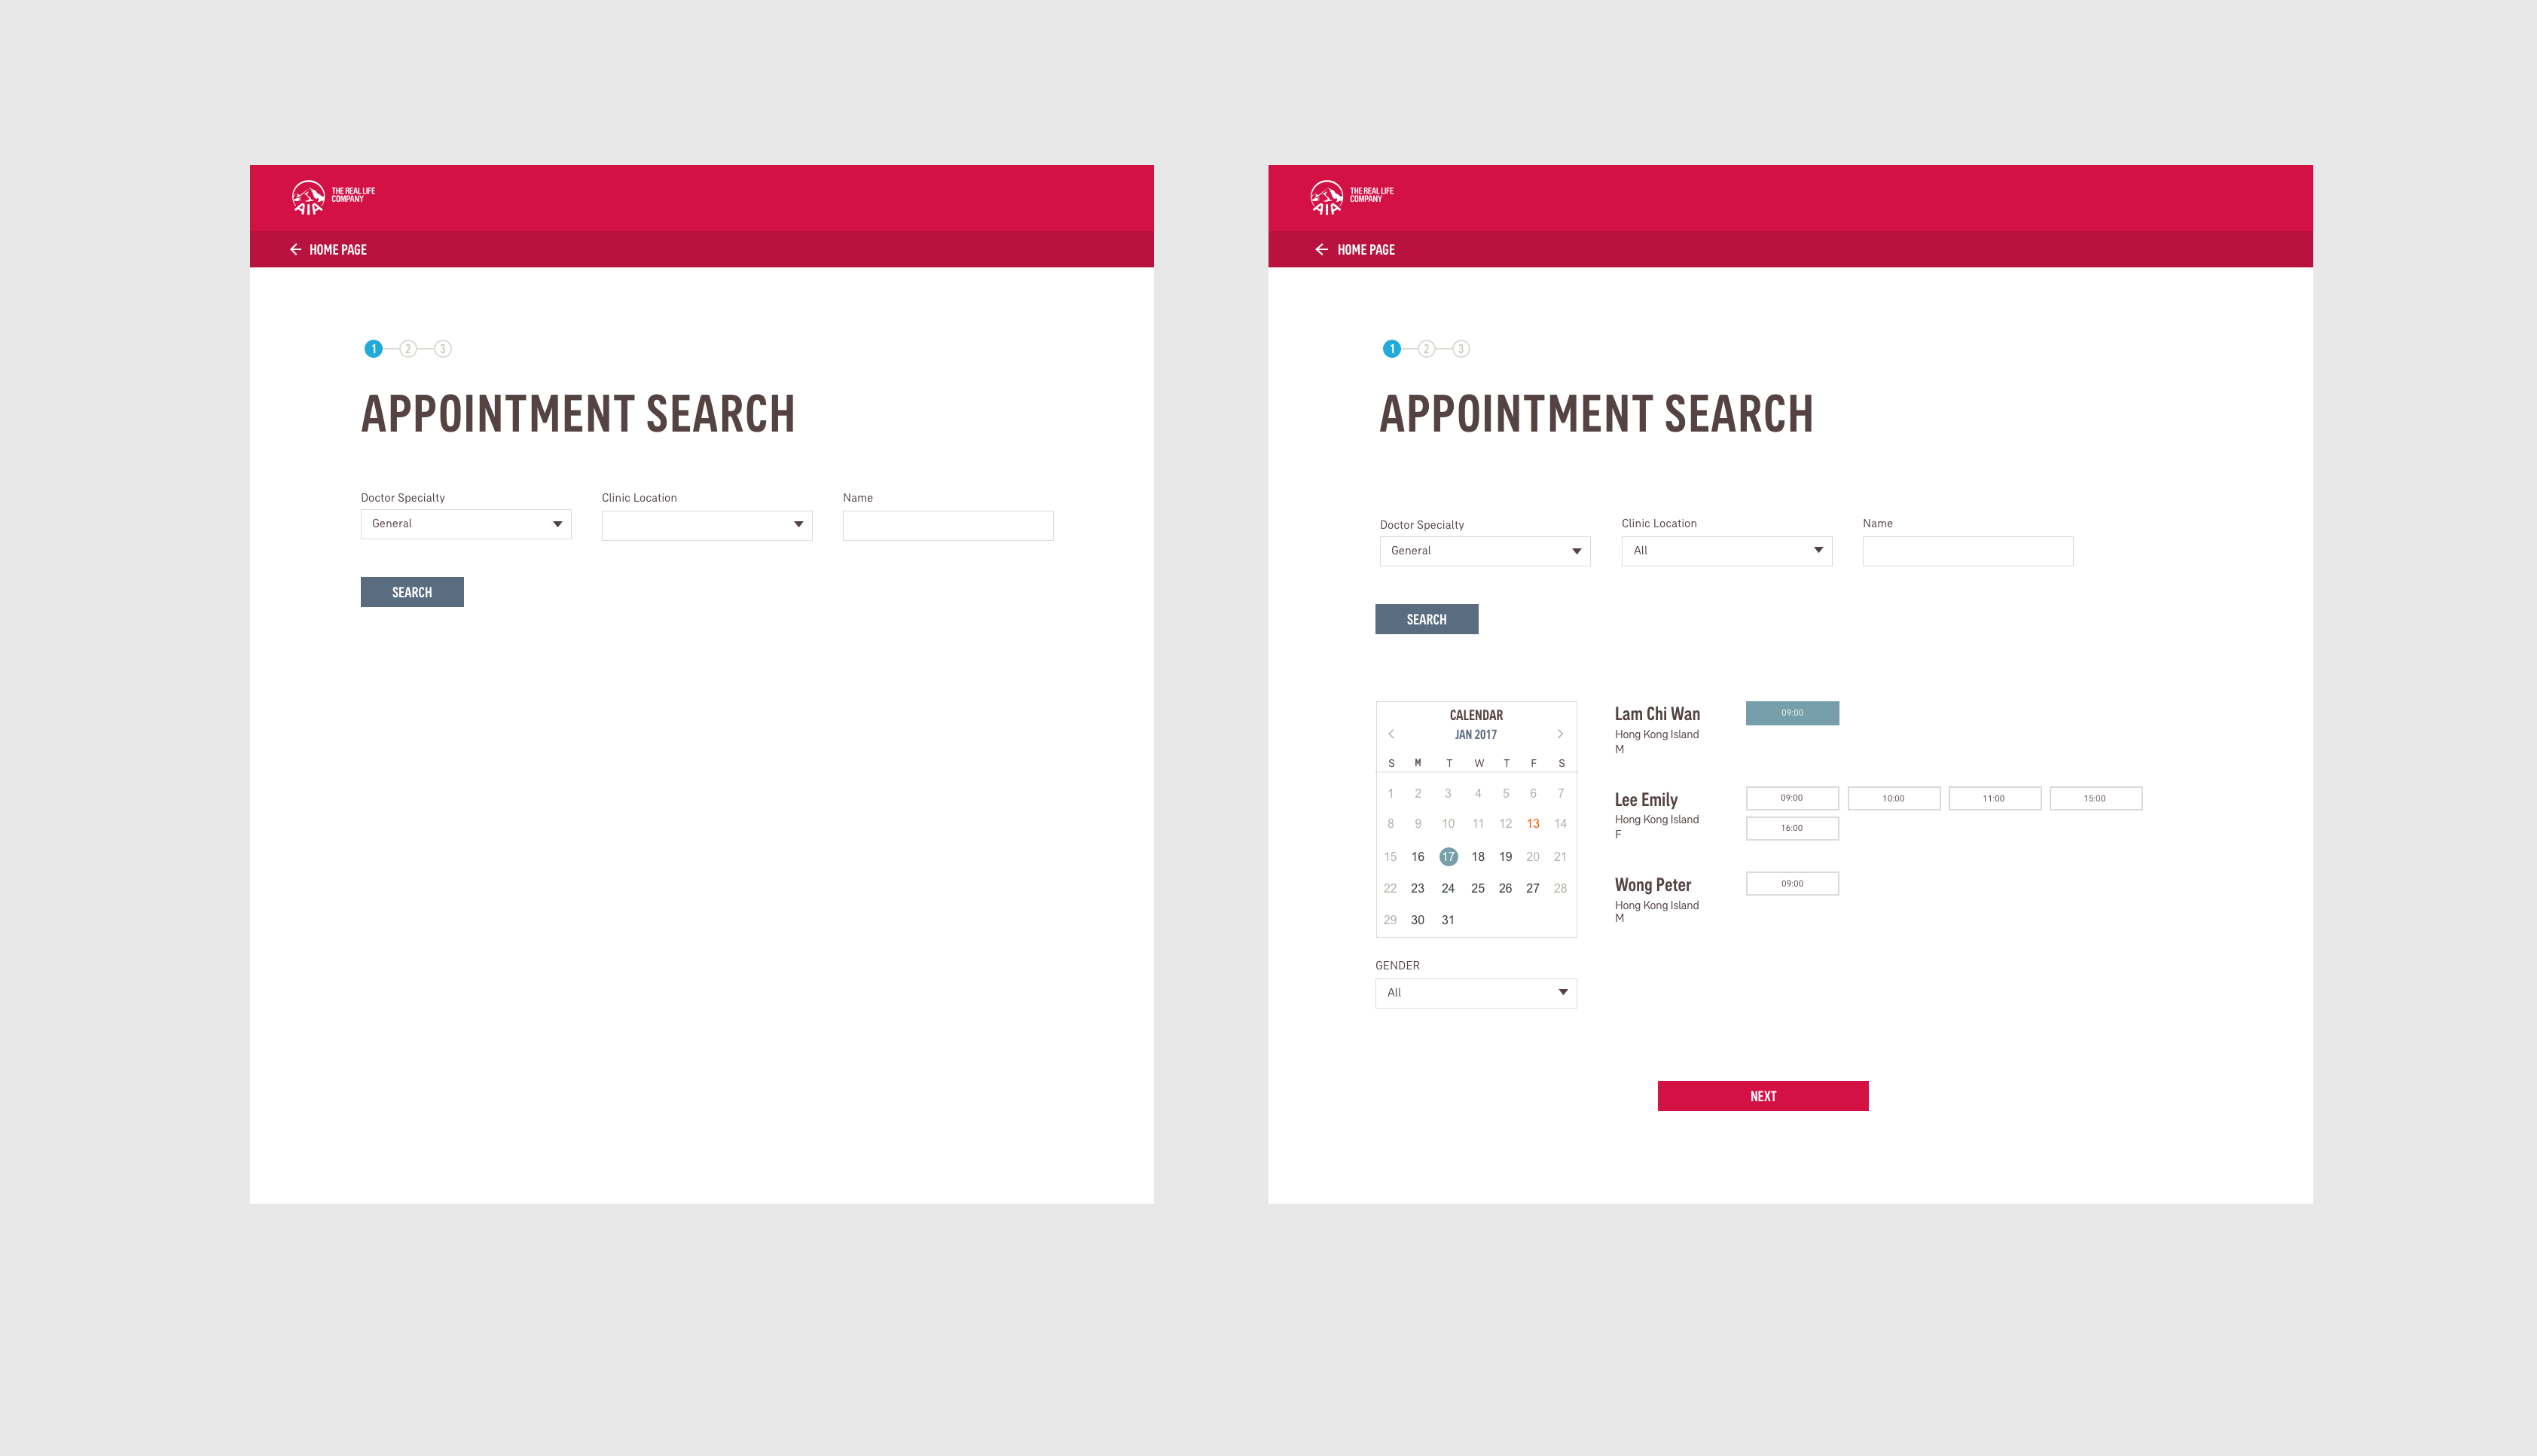 THE REAL LIFE
COMPANY
AIA
HOME PAGE
1 2 3
APPOINTMENT SEARCH
Doctor Specialty Clinic Location Name
General
SEARCH
THE REAL LIFE
COMPANY
AIA
HOME PAGE
1 2 3
APPOINTMENT SEARCH
Doctor Specialty Clinic Location Name
General All
SEARCH
CALENDAR
JAN 2017
S M T W T F S
1 2 3 4 5 6 7
8 9 10 11 12 13 14
15 16 17 18 19 20 21
22 23 24 25 26 27 28
29 30 31
GENDER
All
Lam Chi Wan 09:00
Hong Kong Island
M
Lee Emily 09:00 10:00 11:00 15:00
Hong Kong Island 16:00
F
Wong Peter 09:00
Hong Kong Island
M
NEXT